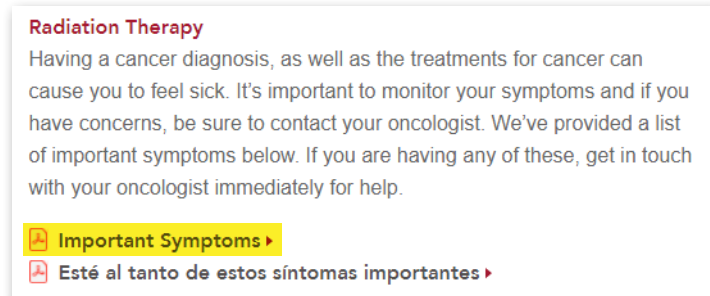 Radiation Therapy
Having a cancer diagnosis, as well as the treatments for cancer can
cause you to feel sick. It’s important to monitor your symptoms and if you
have concerns, be sure to contact your oncologist. We’ve provided a list
of important symptoms below. If you are having any of these, get in touch
with your oncologist immediately for help.
Important Symptoms
Esté al tanto de estos síntomas importantes